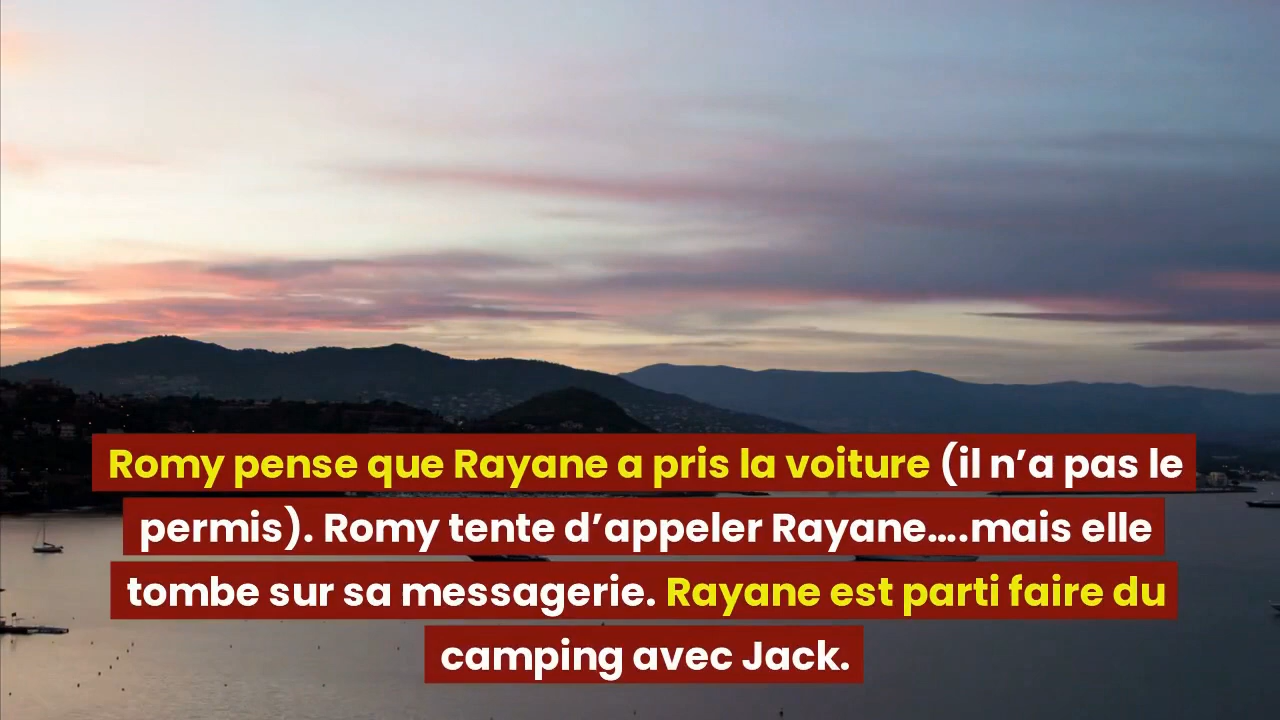 Romy pense que Rayane a pris la voiture (il n’a pas le
permis). Romy tente d’appeler Rayane....mais elle
tombe sur sa messagerie. Rayane est parti faire du
camping avec Jack.